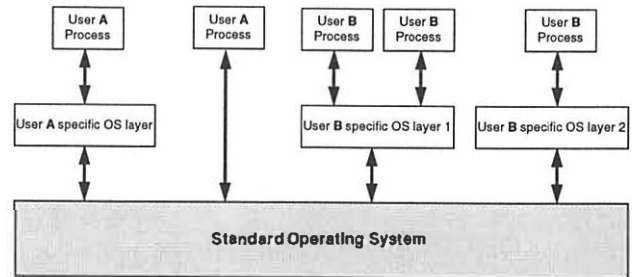 User A
Process
User A
Process
User B
Process
User B
Process
User B
Process
User A specific OS layer
User B specific OS layer 1
User B specific OS layer 2
Standard Operating System